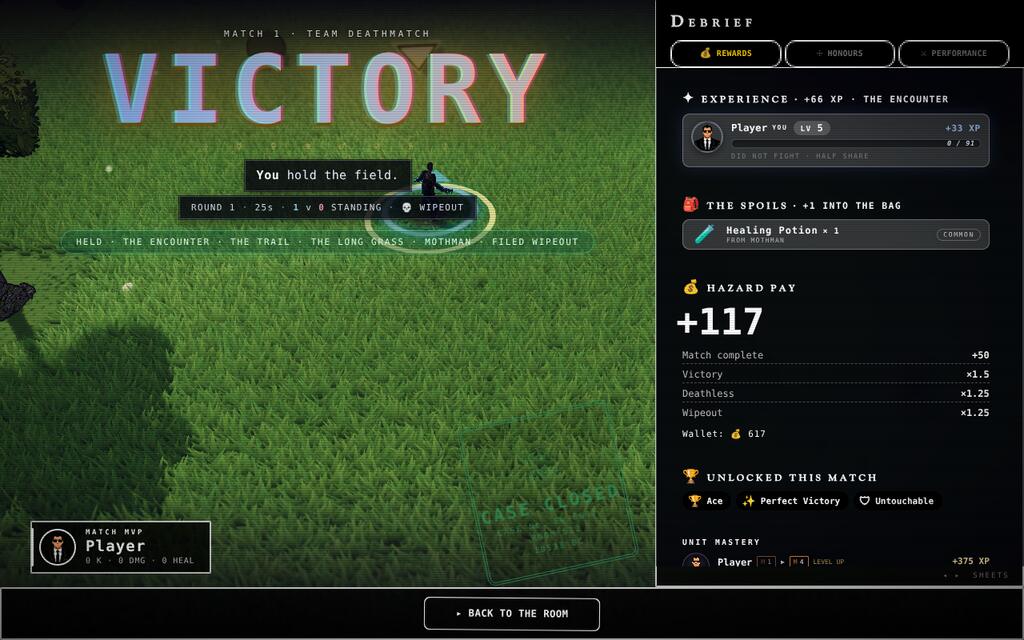 MATCH 1 · TEAM DEATHMATCH
VICTORY
You hold the field.
ROUND 1 · 25s · 1 v 0 STANDING · 💀 WIPEOUT
HELD · THE ENCOUNTER · THE TRAIL · THE LONG GRASS · MOTHMAN · FILED WIPEOUT
CASE CLOSED
MATCH MVP
Player
0 K · 0 DMG · 0 HEAL
DEBRIEF
💰 REWARDS
HONOURS
PERFORMANCE
EXPERIENCE · +66 XP · THE ENCOUNTER
Player YOU LV 5 +33 XP
0 / 91
DID NOT FIGHT · HALF SHARE
THE SPOILS · +1 INTO THE BAG
Healing Potion × 1
FROM MOTHMAN
COMMON
HAZARD PAY
+117
Match complete +50
Victory ×1.5
Deathless ×1.25
Wipeout ×1.25
Wallet: 💰 617
UNLOCKED THIS MATCH
🏆 Ace ✨ Perfect Victory 🛡 Untouchable
UNIT MASTERY
Player M 1 ▸ M 4 LEVEL UP +375 XP
◂ ▸ SHEETS
▸ BACK TO THE ROOM